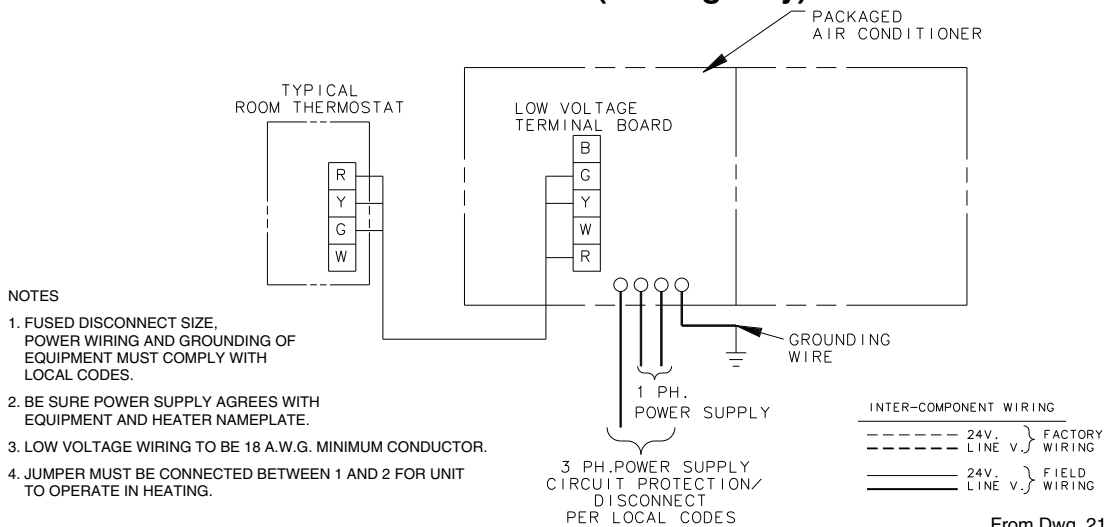 PACKAGED
AIR CONDITIONER
TYPICAL
ROOM THERMOSTAT
LOW VOLTAGE
TERMINAL BOARD
R
Y
G
W
B
G
Y
W
R
NOTES
1. FUSED DISCONNECT SIZE,
POWER WIRING AND GROUNDING OF
EQUIPMENT MUST COMPLY WITH
LOCAL CODES.
2. BE SURE POWER SUPPLY AGREES WITH
EQUIPMENT AND HEATER NAMEPLATE.
3. LOW VOLTAGE WIRING TO BE 18 A.W.G. MINIMUM CONDUCTOR.
4. JUMPER MUST BE CONNECTED BETWEEN 1 AND 2 FOR UNIT
TO OPERATE IN HEATING.
GROUNDING
WIRE
1 PH.
POWER SUPPLY
3 PH.POWER SUPPLY
CIRCUIT PROTECTION/
DISCONNECT
PER LOCAL CODES
INTER-COMPONENT WIRING
24V. FACTORY
LINE V. WIRING
24V. FIELD
LINE V. WIRING
From Dwg. 21